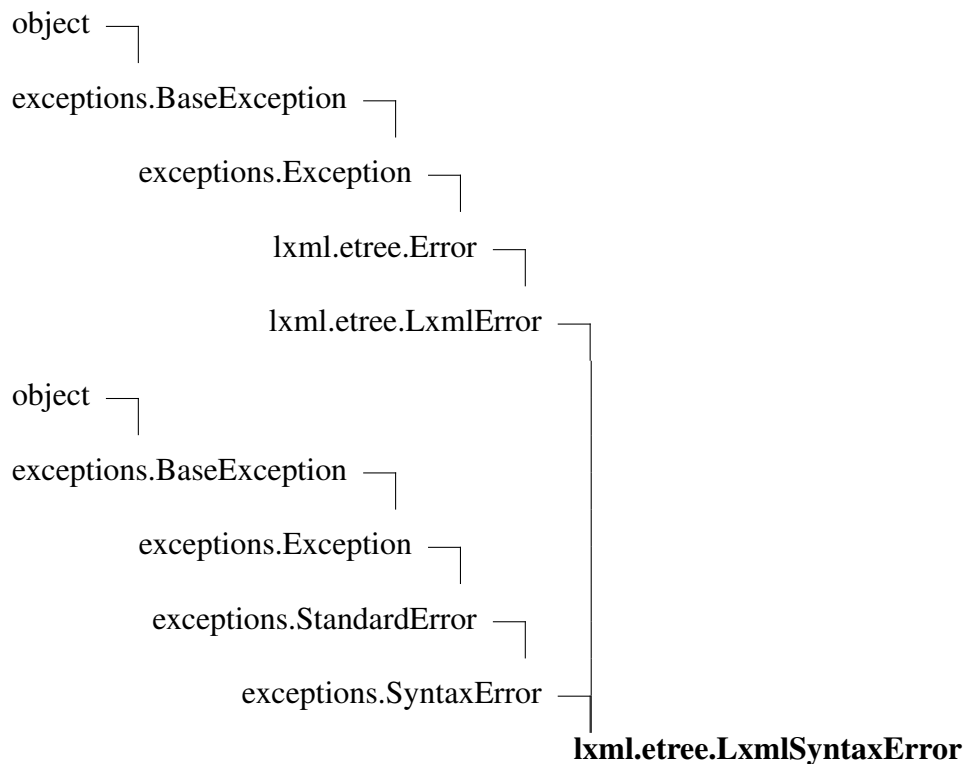 object
exceptions.BaseException
exceptions.Exception
lxml.etree.Error
lxml.etree.LxmlError
object
exceptions.BaseException
exceptions.Exception
exceptions.StandardError
exceptions.SyntaxError
lxml.etree.LxmlSyntaxError